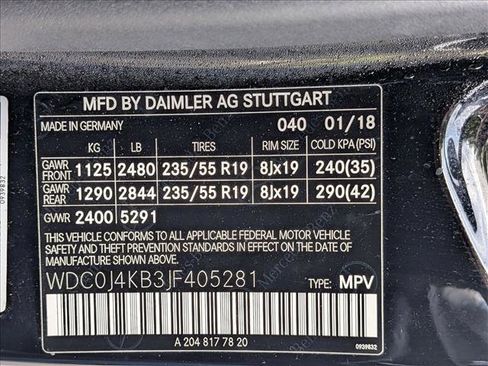 MFD BY DAIMLER AG STUTTGART
MADE IN GERMANY 040 01/18
KG LB TIRES RIM SIZE COLD KPA (PSI)
GAWR FRONT 1125 2480 235/55 R19 8Jx19 240(35)
GAWR REAR 1290 2844 235/55 R19 8Jx19 290(42)
GVWR 2400 5291
THIS VEHICLE CONFORMS TO ALL
APPLICABLE FEDERAL MOTOR VEHICLE
SAFETY STANDARDS IN EFFECT ON THE DATE
OF MANUFACTURE SHOWN ABOVE.
WDC0J4KB3JF405281 TYPE: MPV
A 204 817 78 20
0939832
0939832